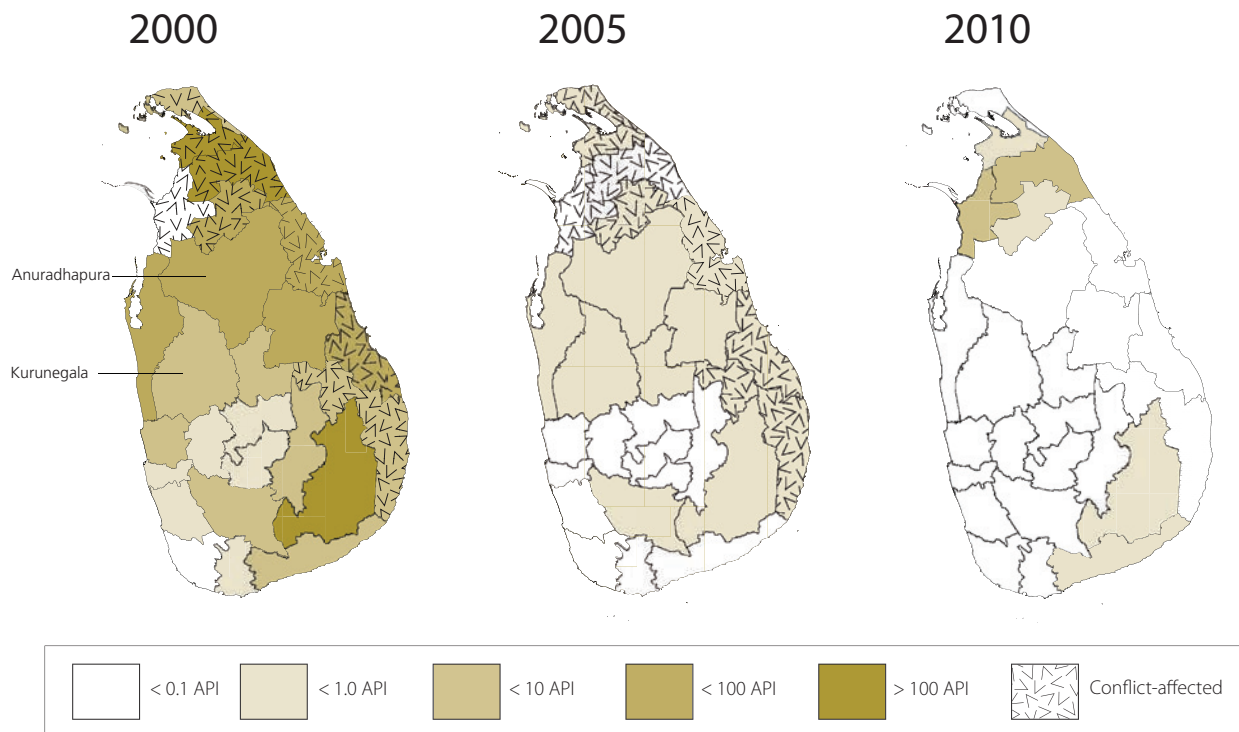 2000
2005
2010
Anuradhapura
Kurunegala
< 0.1 API
< 1.0 API
< 10 API
< 100 API
> 100 API
Conflict-affected